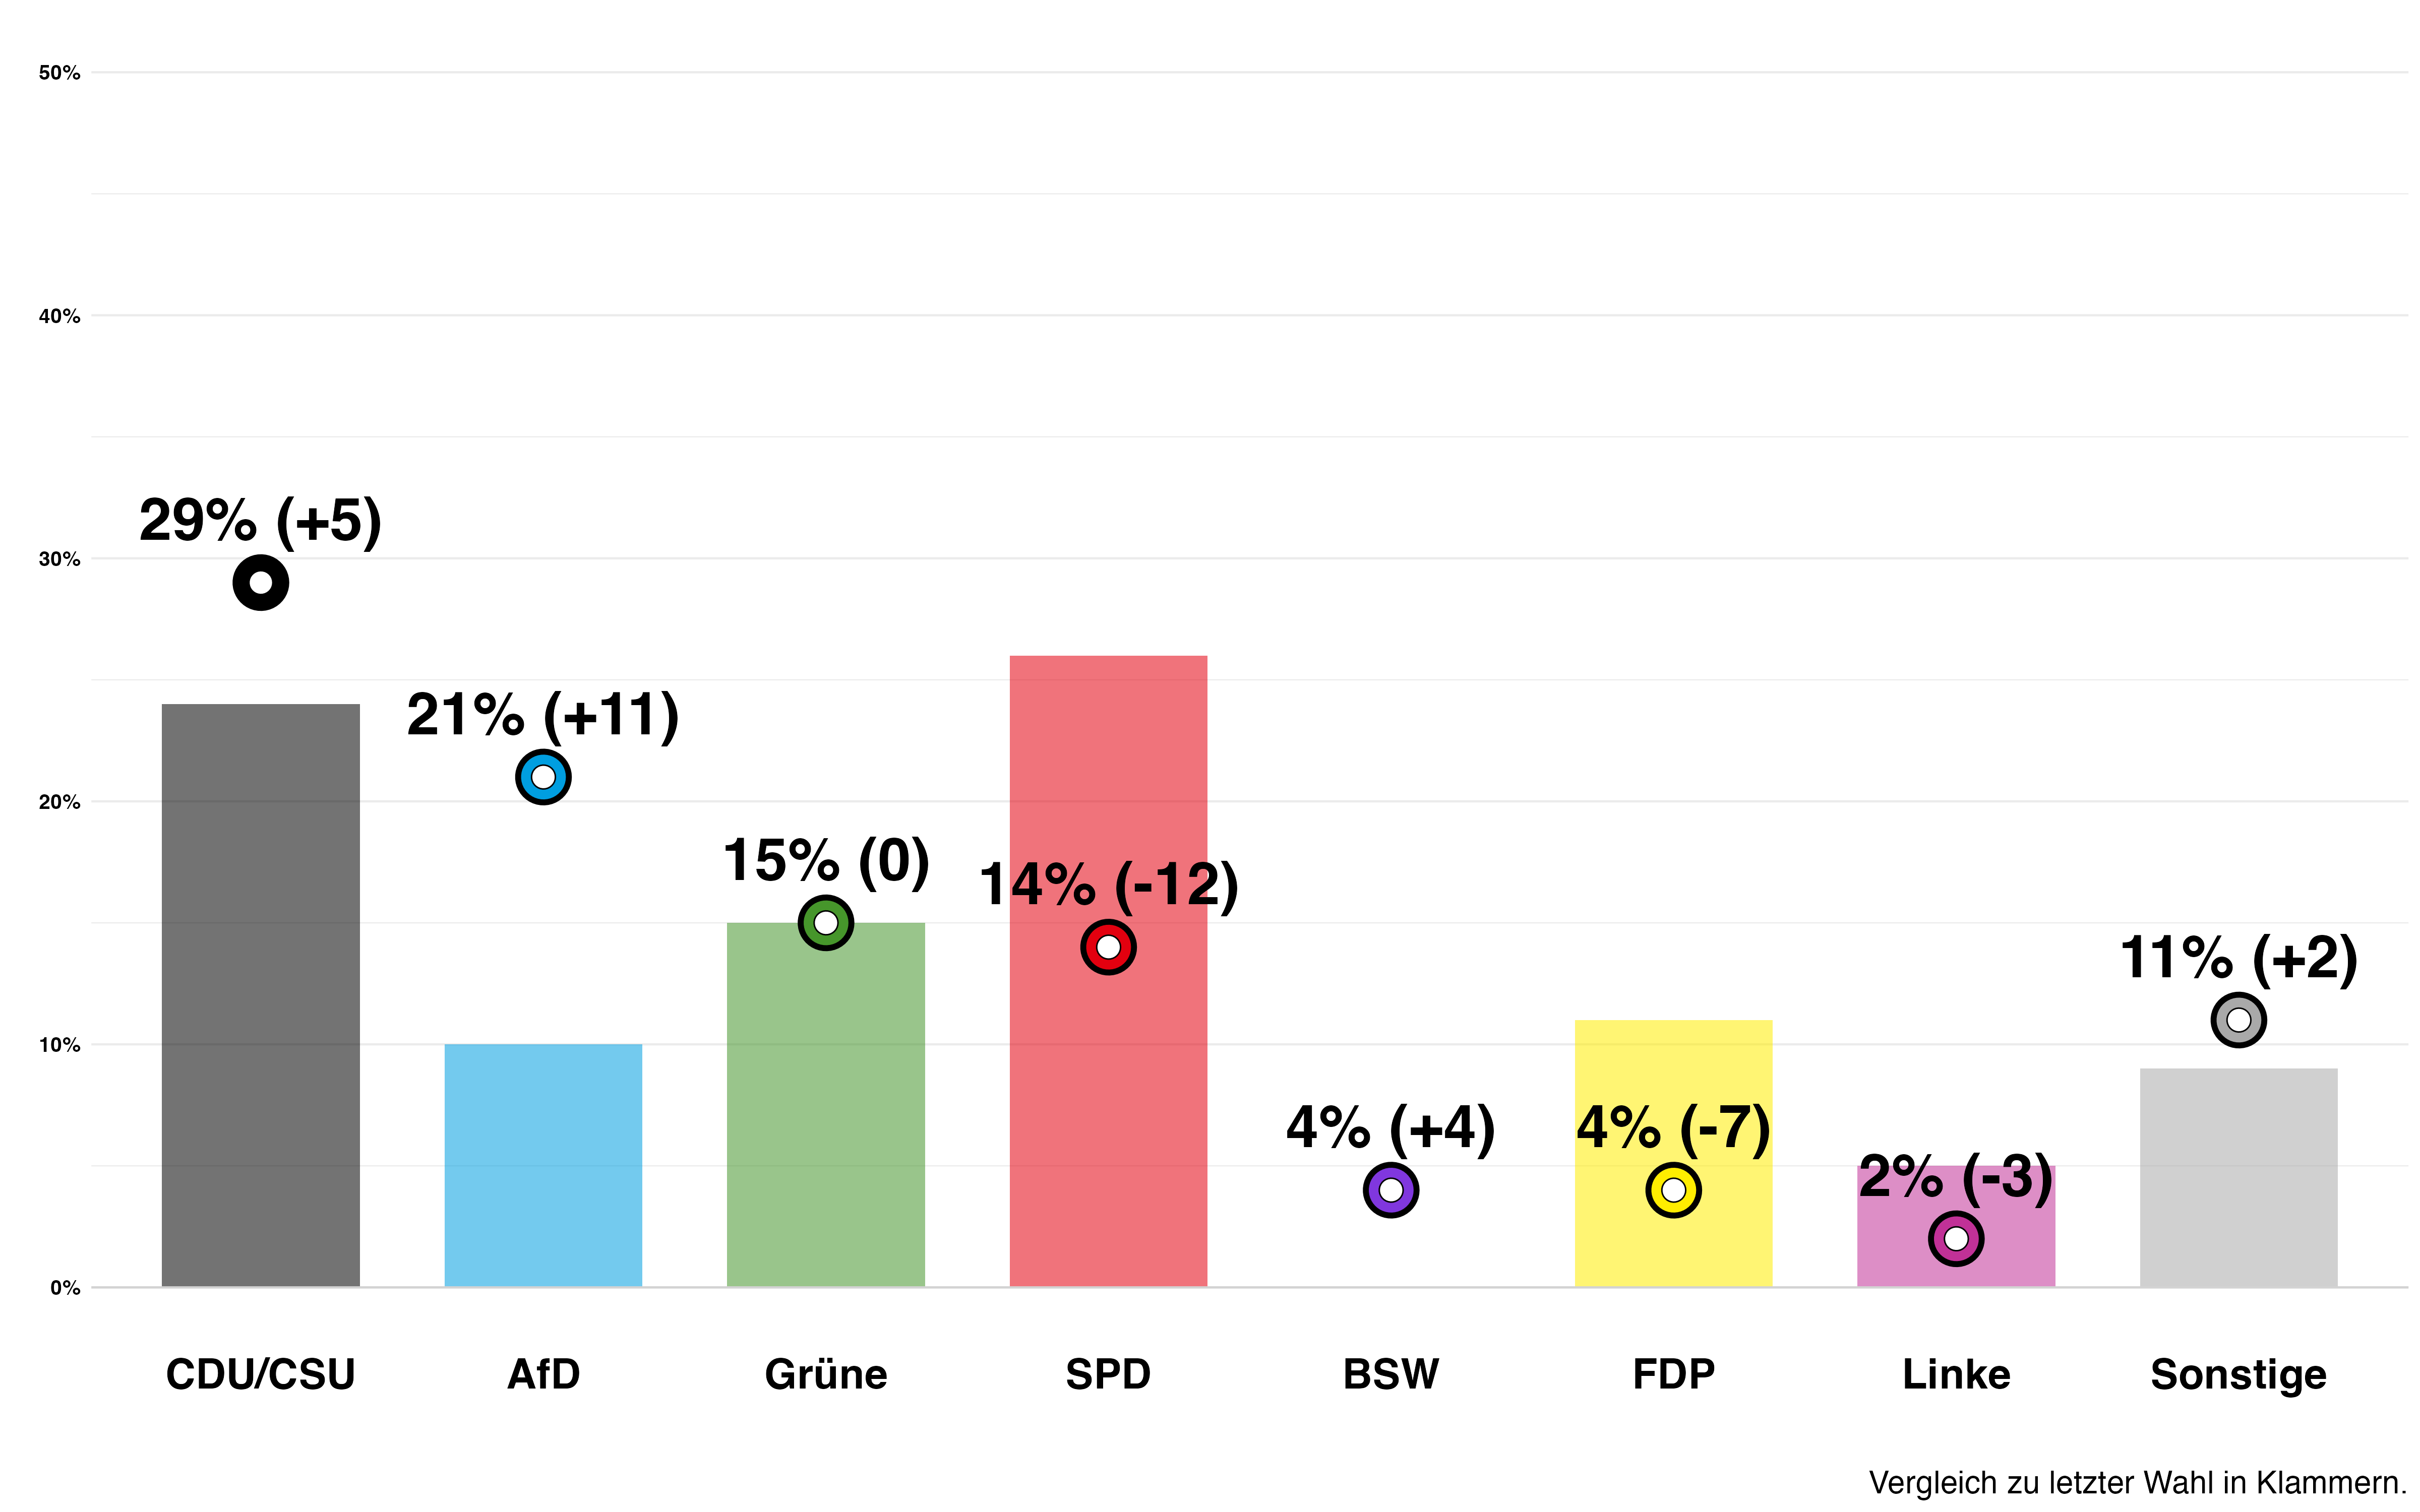 50%
40%
30%
20%
10%
0%
29% (+5)
21% (+11)
15% (0)
14% (-12)
4% (+4)
4% (-7)
2% (-3)
11% (+2)
CDU/CSU
AfD
Grüne
SPD
BSW
FDP
Linke
Sonstige
Vergleich zu letzter Wahl in Klammern.